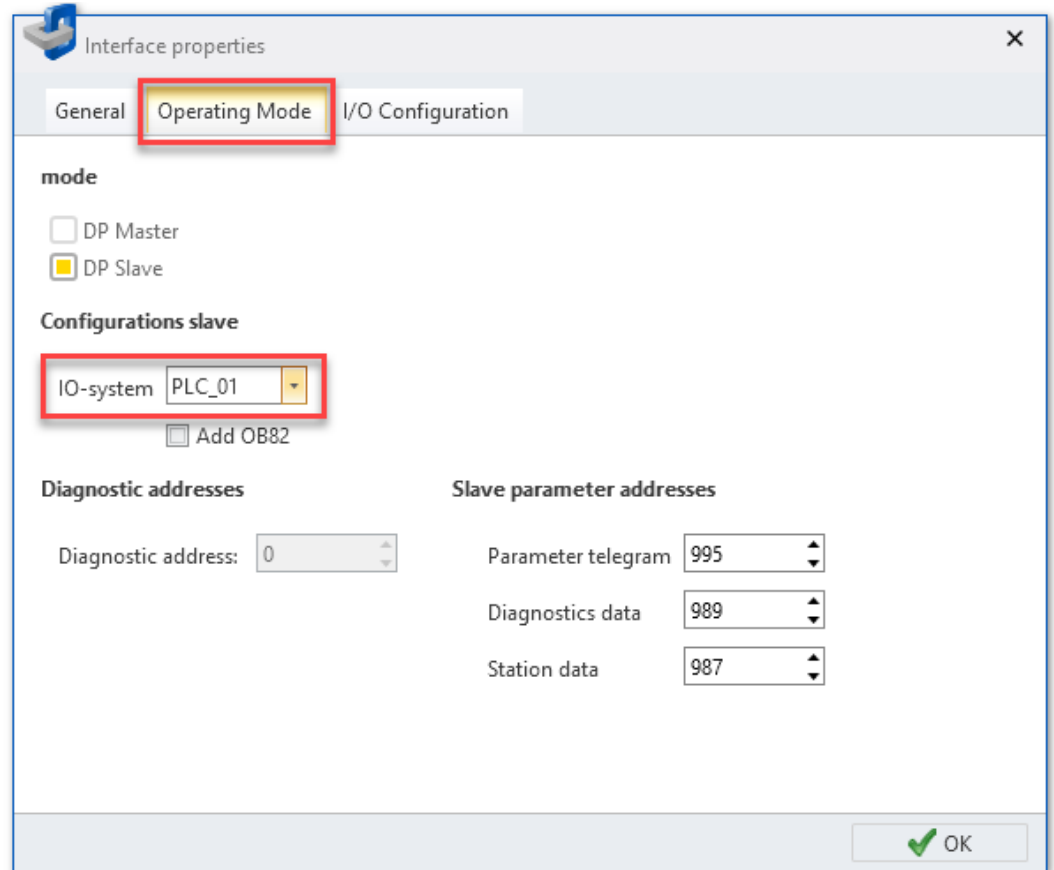 Interface properties
General Operating Mode I/O Configuration
mode
DP Master
DP Slave
Configurations slave
IO-system PLC_01
Add OB82
Diagnostic addresses Slave parameter addresses
Diagnostic address: 0 Parameter telegram 995
Diagnostics data 989
Station data 987
OK